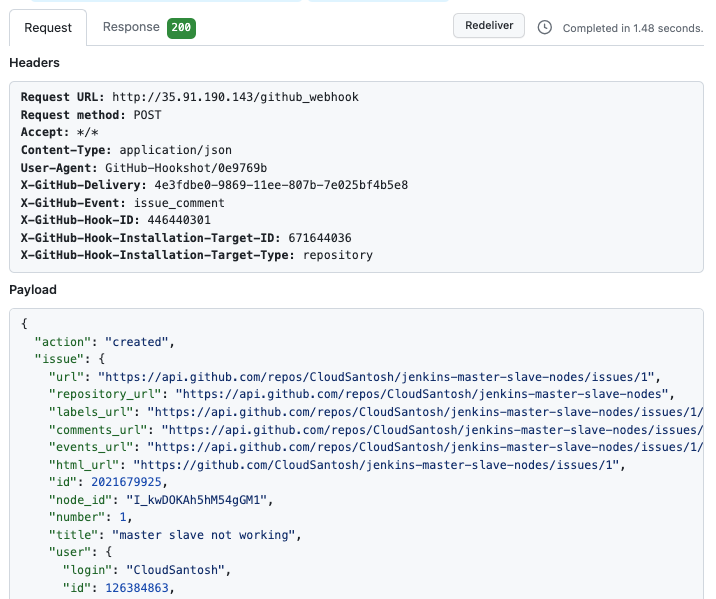 Request
Response 200
Redeliver
Completed in 1.48 seconds.
Headers
Request URL: http://35.91.190.143/github_webhook
Request method: POST
Accept: */*
Content-Type: application/json
User-Agent: GitHub-Hookshot/0e9769b
X-GitHub-Delivery: 4e3fdbe0-9869-11ee-807b-7e025bf4b5e8
X-GitHub-Event: issue_comment
X-GitHub-Hook-ID: 446440301
X-GitHub-Hook-Installation-Target-ID: 671644036
X-GitHub-Hook-Installation-Target-Type: repository
Payload
{
"action": "created",
"issue": {
"url": "https://api.github.com/repos/CloudSantosh/jenkins-master-slave-nodes/issues/1",
"repository_url": "https://api.github.com/repos/CloudSantosh/jenkins-master-slave-nodes",
"labels_url": "https://api.github.com/repos/CloudSantosh/jenkins-master-slave-nodes/issues/1/
"comments_url": "https://api.github.com/repos/CloudSantosh/jenkins-master-slave-nodes/issues/
"events_url": "https://api.github.com/repos/CloudSantosh/jenkins-master-slave-nodes/issues/1/
"html_url": "https://github.com/CloudSantosh/jenkins-master-slave-nodes/issues/1",
"id": 2021679925,
"node_id": "I_kwDOKAh5hM54gGM1",
"number": 1,
"title": "master slave not working",
"user": {
"login": "CloudSantosh",
"id": 126384863,